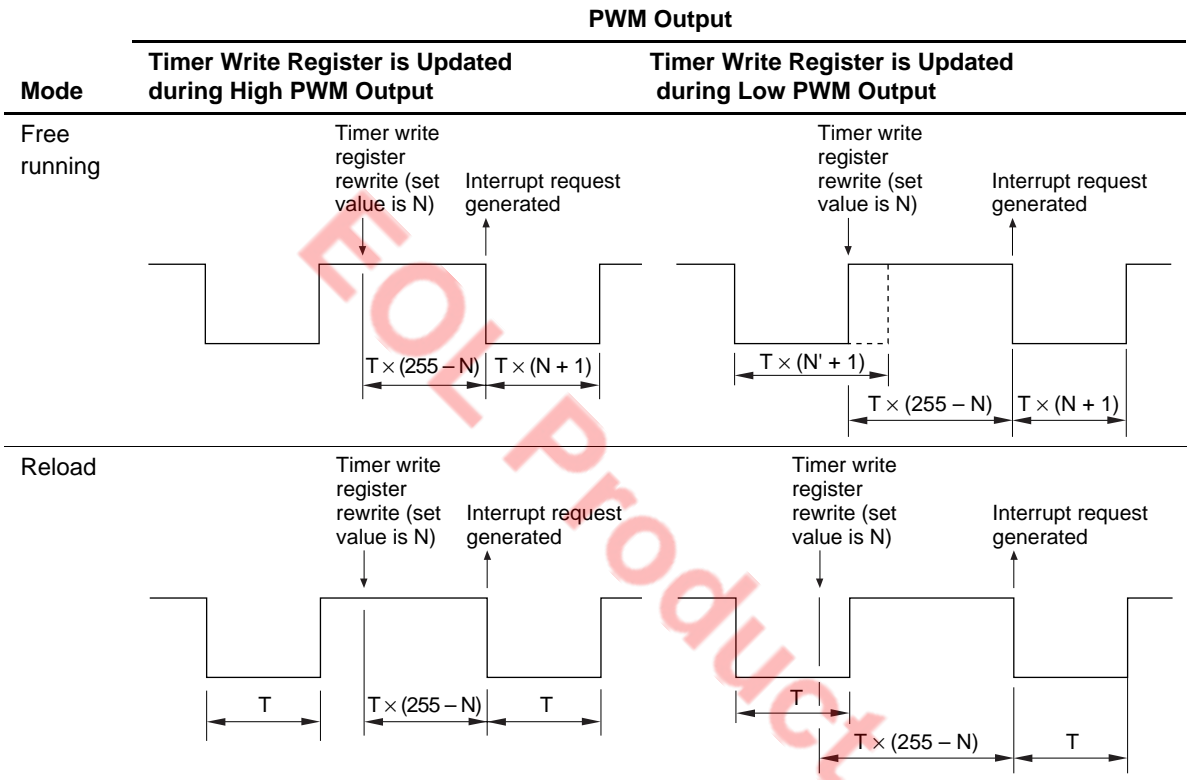 PWM Output
Mode
Timer Write Register is Updated
during High PWM Output
Timer Write Register is Updated
during Low PWM Output
Free
running
Timer write
register
rewrite (set
value is N)
Interrupt request
generated
T × (255 – N)
T × (N + 1)
Timer write
register
rewrite (set
value is N)
Interrupt request
generated
T × (N' + 1)
T × (255 – N)
T × (N + 1)
Reload
Timer write
register
rewrite (set
value is N)
Interrupt request
generated
T
T × (255 – N)
T
Timer write
register
rewrite (set
value is N)
Interrupt request
generated
T
T × (255 – N)
T
EOL Product